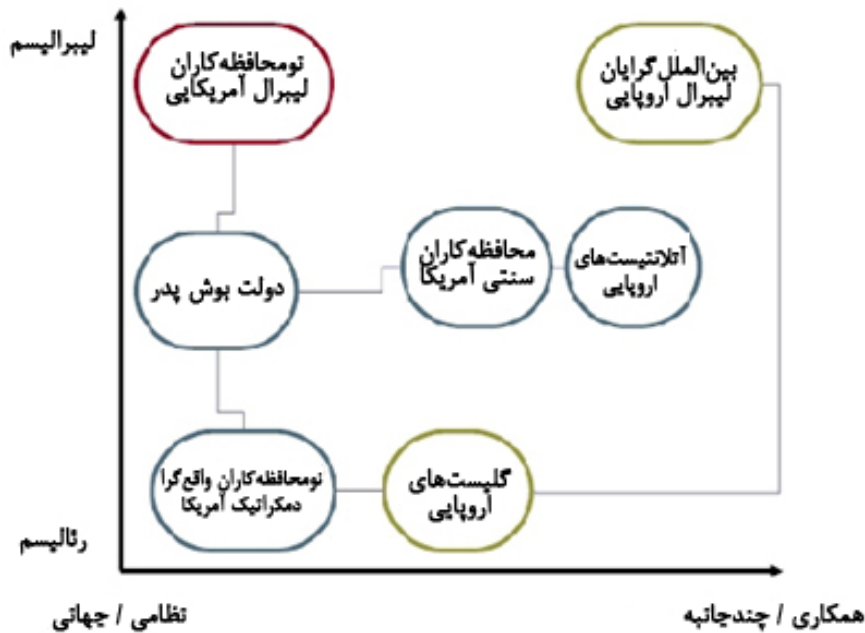 لیبرالیسم
نومحافظه‌کاران
لیبرال آمریکایی
بین‌الملل‌گرایان
لیبرال اروپایی
دولت بوش پدر
محافظه‌کاران
سنتی آمریکا
آتلانتیست‌های
اروپایی
نومحافظه‌کاران واقع‌گرا
دمکراتیک آمریکا
گلیست‌های
اروپایی
رئالیسم
نظامی / جهانی
همکاری / چندجانبه